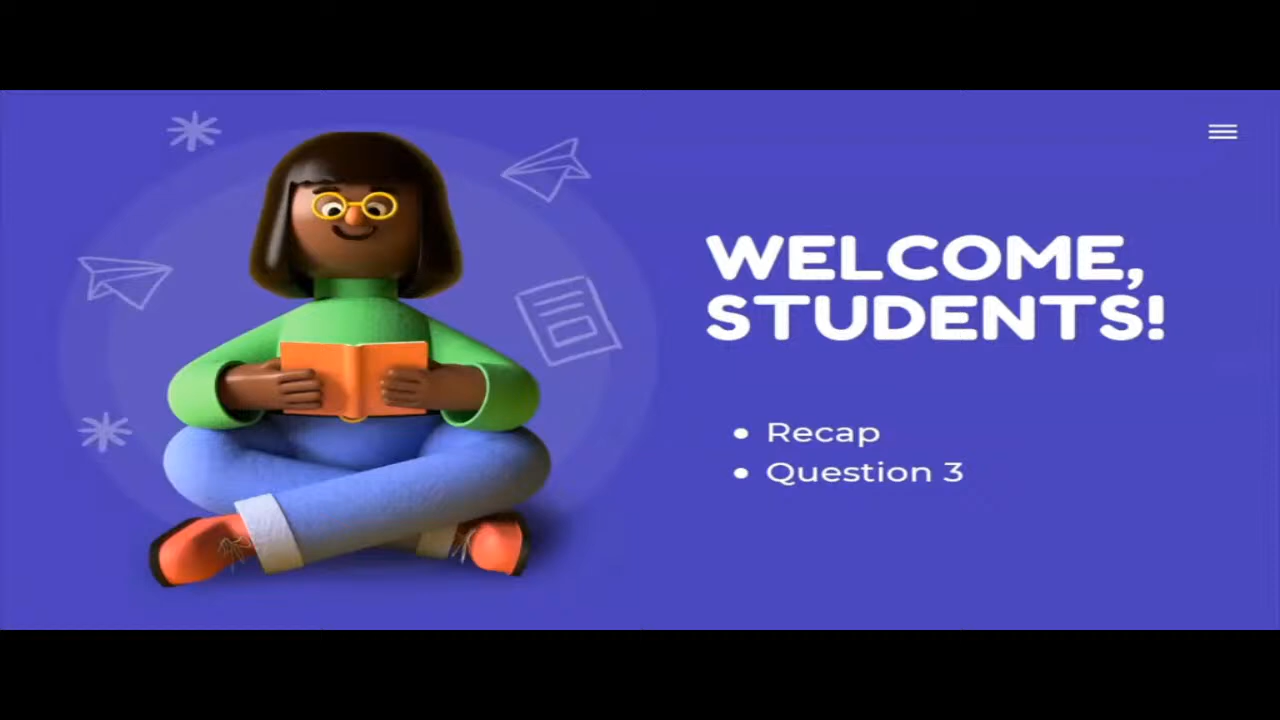 WELCOME,
STUDENTS!
• Recap
• Question 3